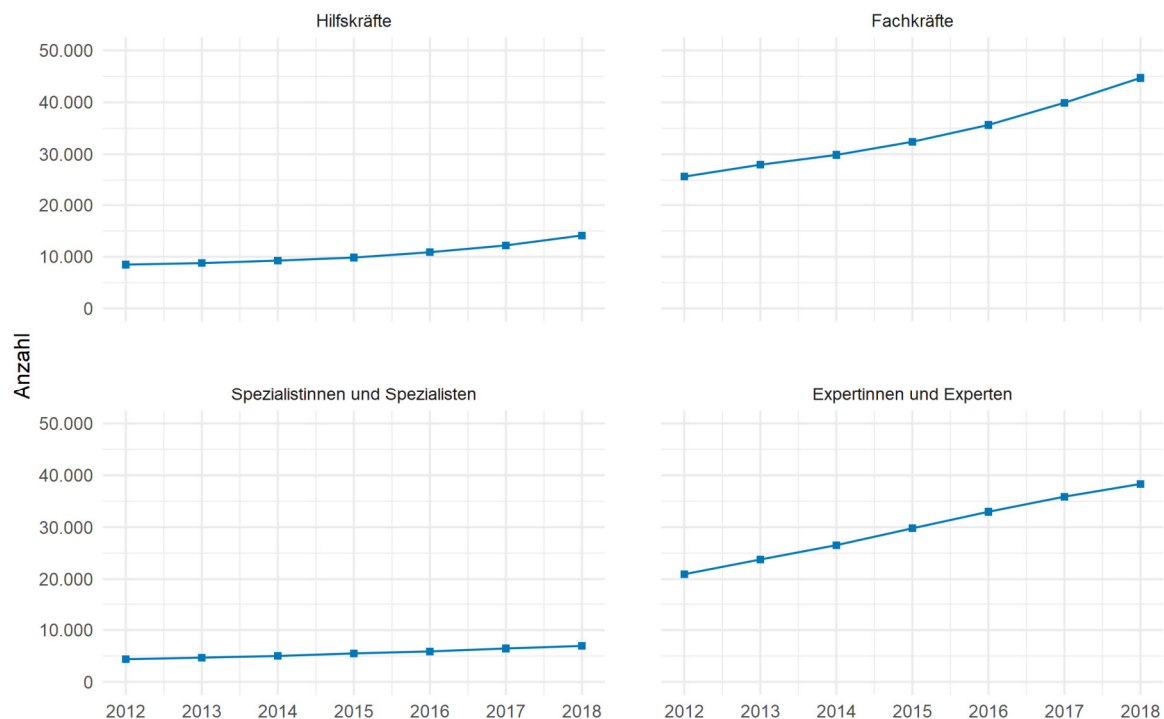 Hilfskräfte
Fachkräfte
50.000
40.000
30.000
20.000
10.000
0
Anzahl
Spezialistinnen und Spezialisten
Expertinnen und Experten
50.000
40.000
30.000
20.000
10.000
0
2012 2013 2014 2015 2016 2017 2018
2012 2013 2014 2015 2016 2017 2018